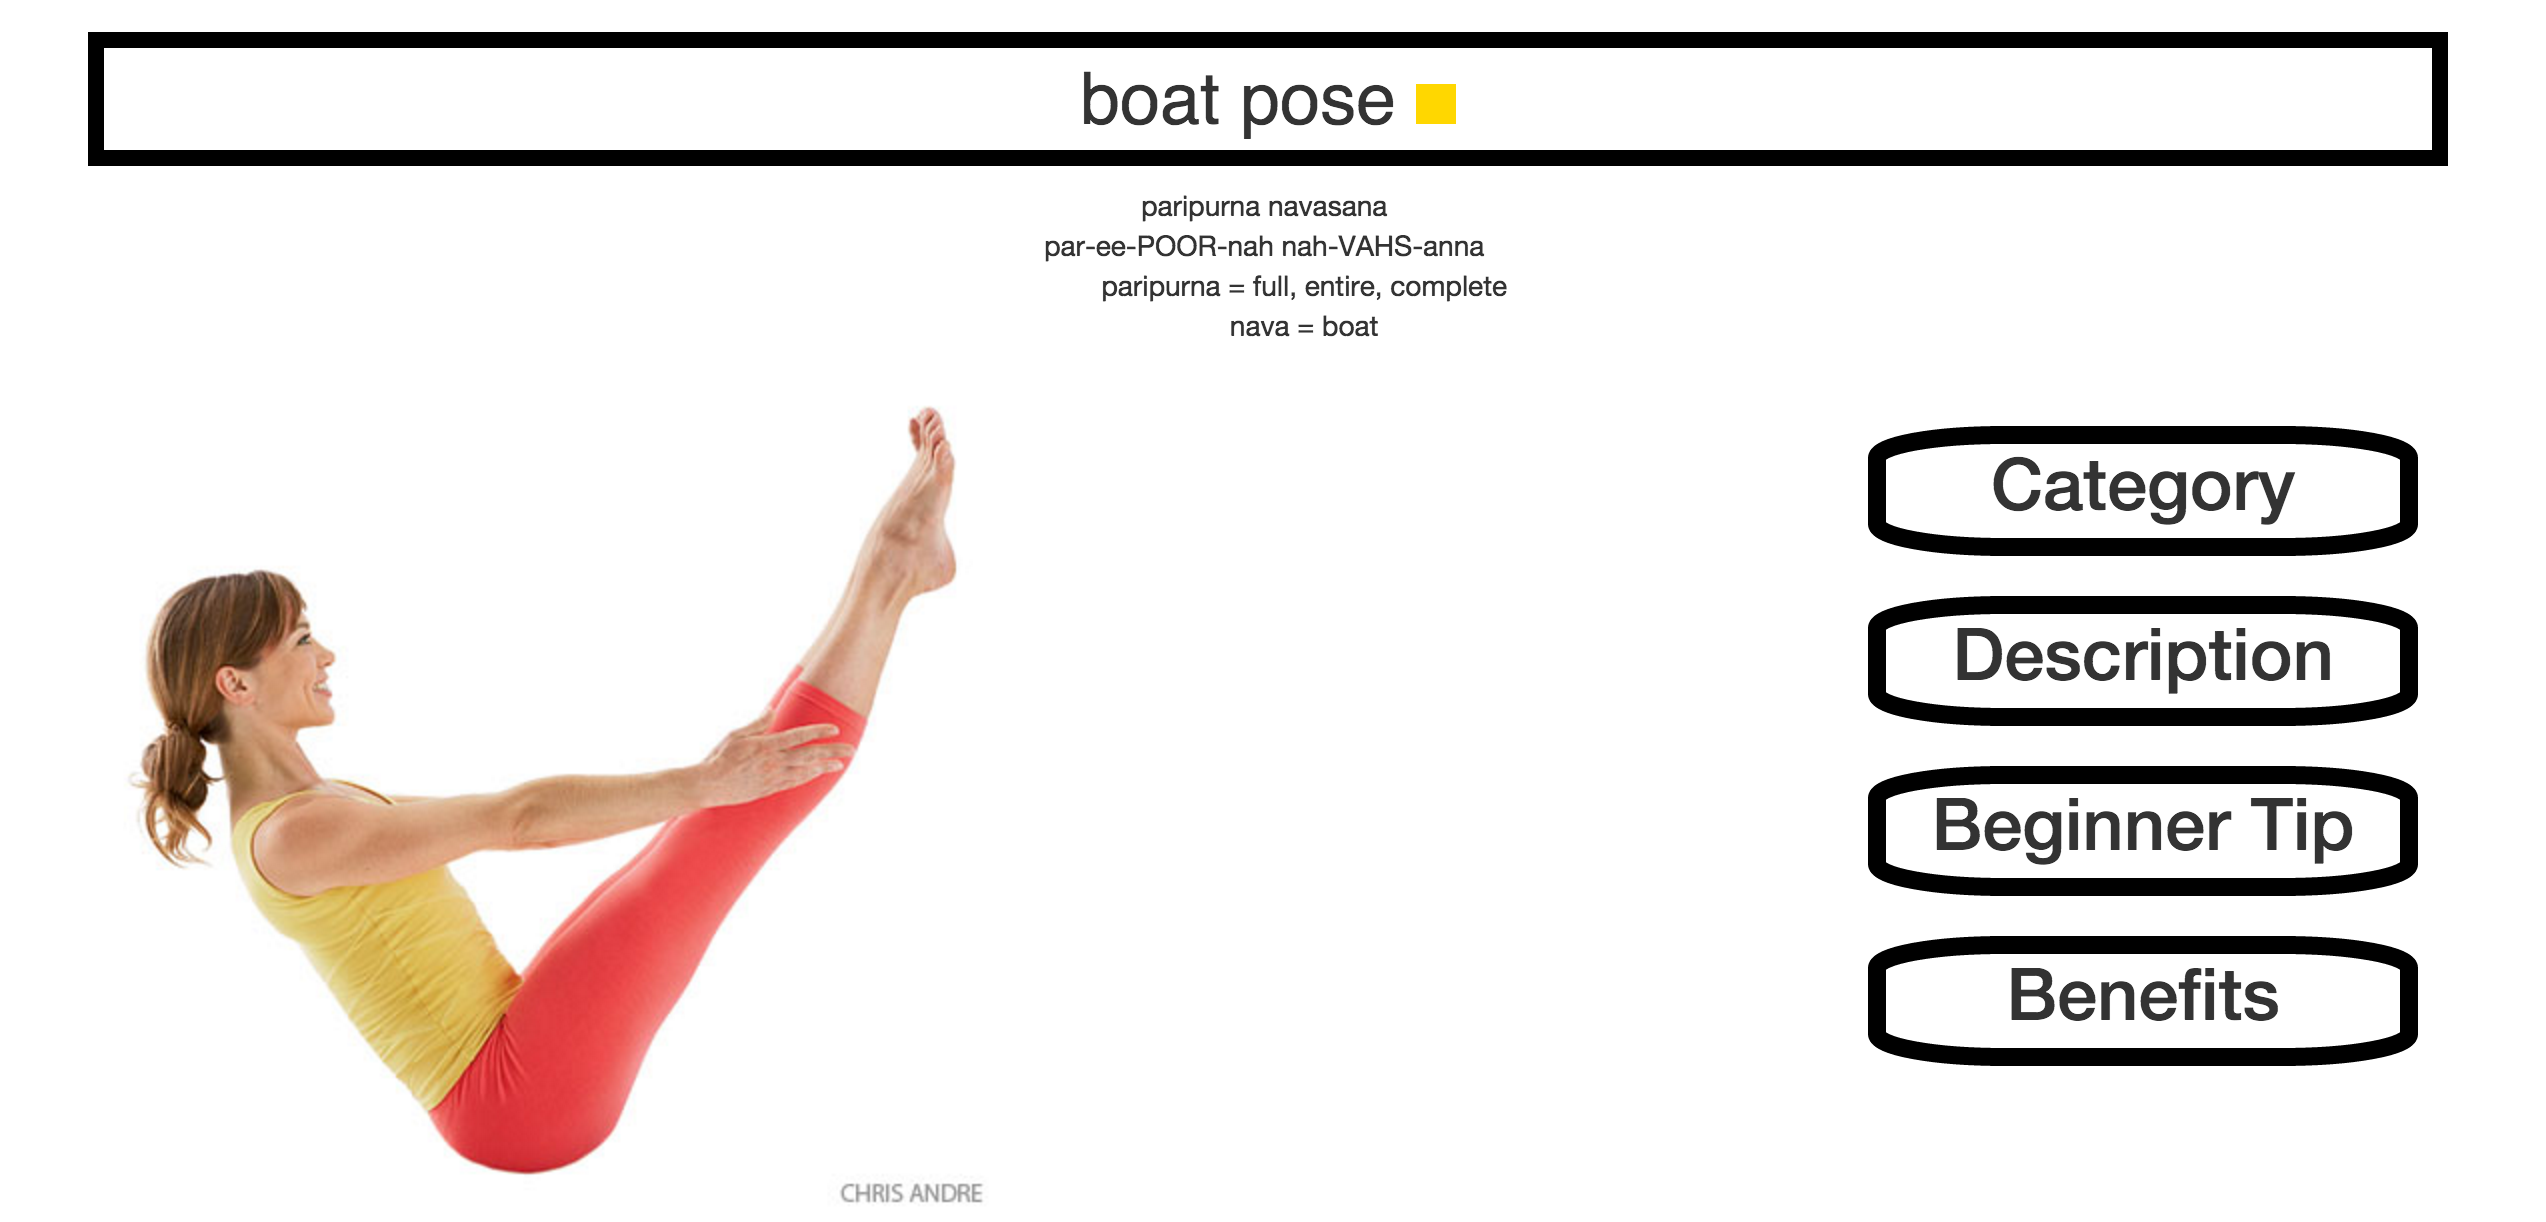 boat pose
paripurna navasana
par-ee-POOR-nah nah-VAHS-anna
paripurna = full, entire, complete
nava = boat
Category
Description
Beginner Tip
Benefits
CHRIS ANDRE